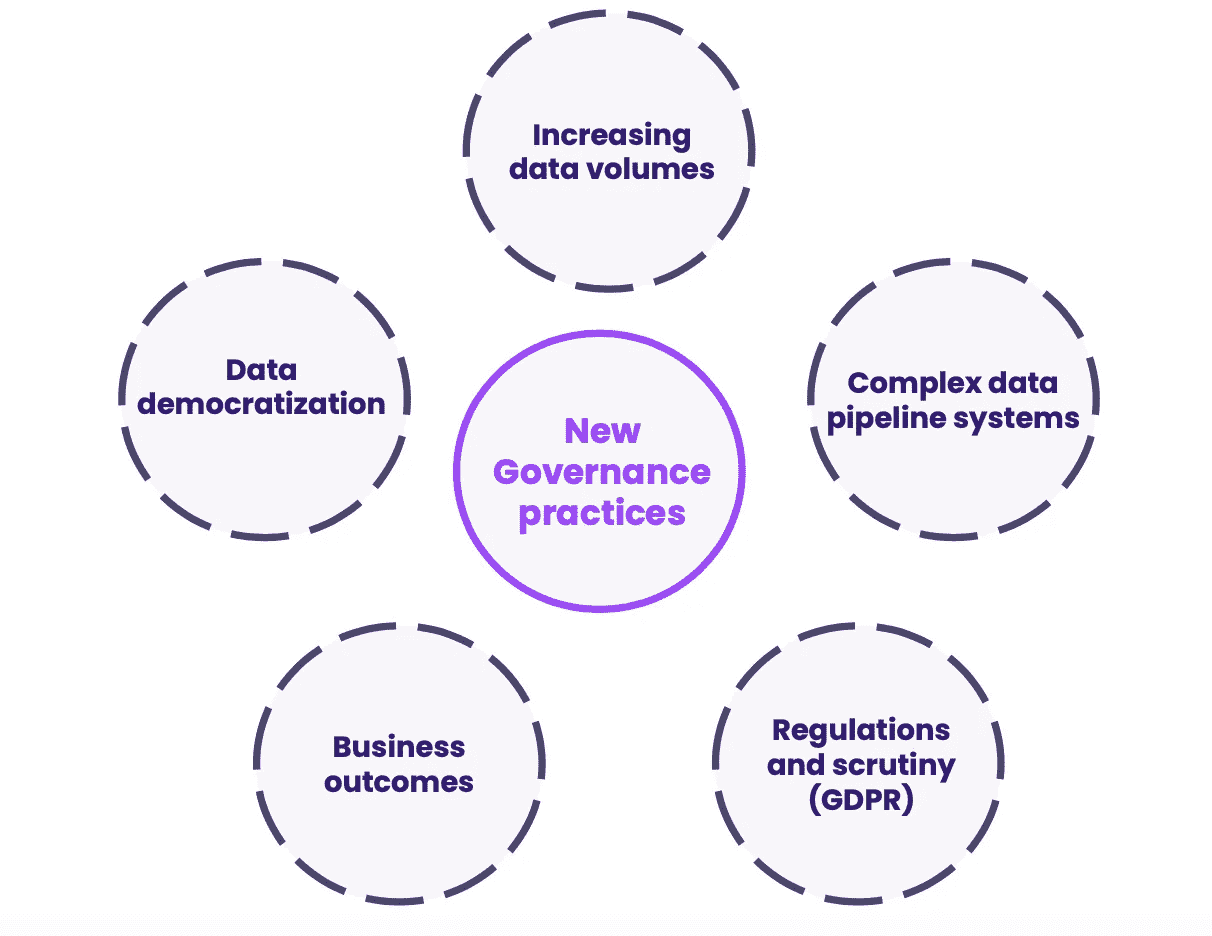 Increasing
data volumes
Data
democratization
Complex data
pipeline systems
New
Governance
practices
Business
outcomes
Regulations
and scrutiny
(GDPR)